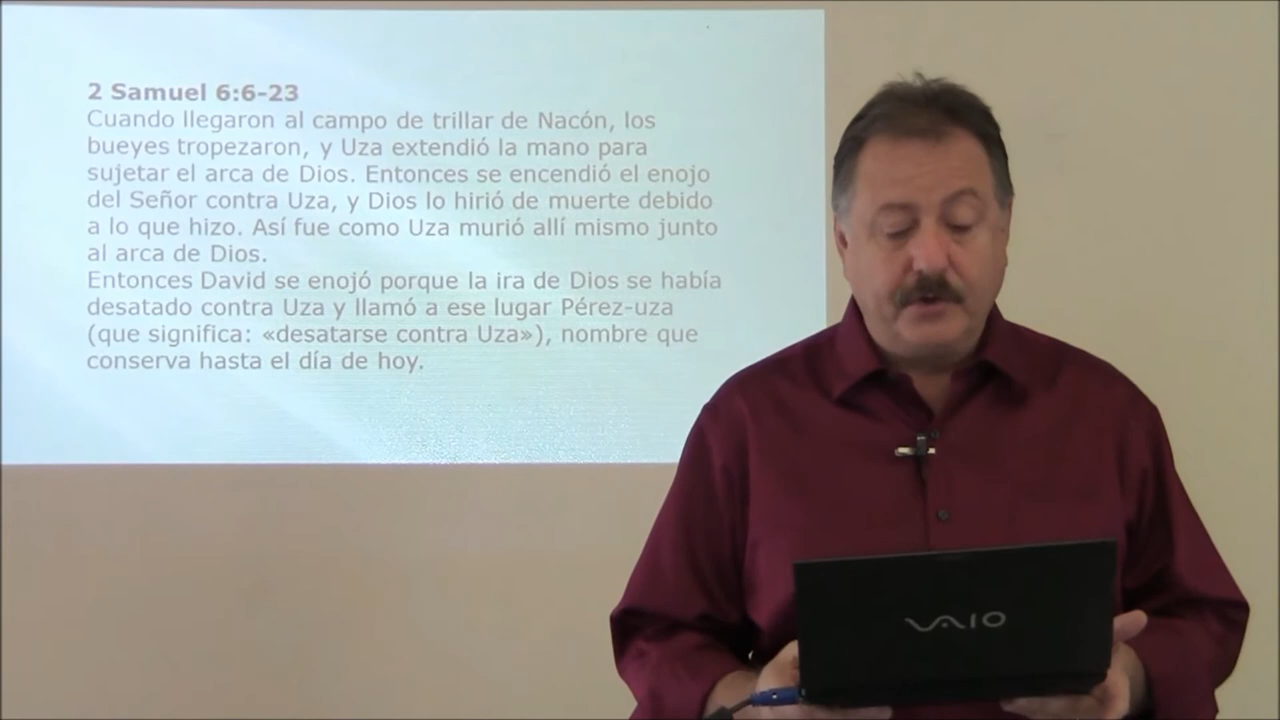 2 Samuel 6:6-23
Cuando llegaron al campo de trillar de Nacón, los
bueyes tropezaron, y Uza extendió la mano para
sujetar el arca de Dios. Entonces se encendió el enojo
del Señor contra Uza, y Dios lo hirió de muerte debido
a lo que hizo. Así fue como Uza murió allí mismo junto
al arca de Dios.
Entonces David se enojó porque la ira de Dios se había
desatado contra Uza y llamó a ese lugar Pérez-uza
(que significa: «desatarse contra Uza»), nombre que
conserva hasta el día de hoy.
VAIO